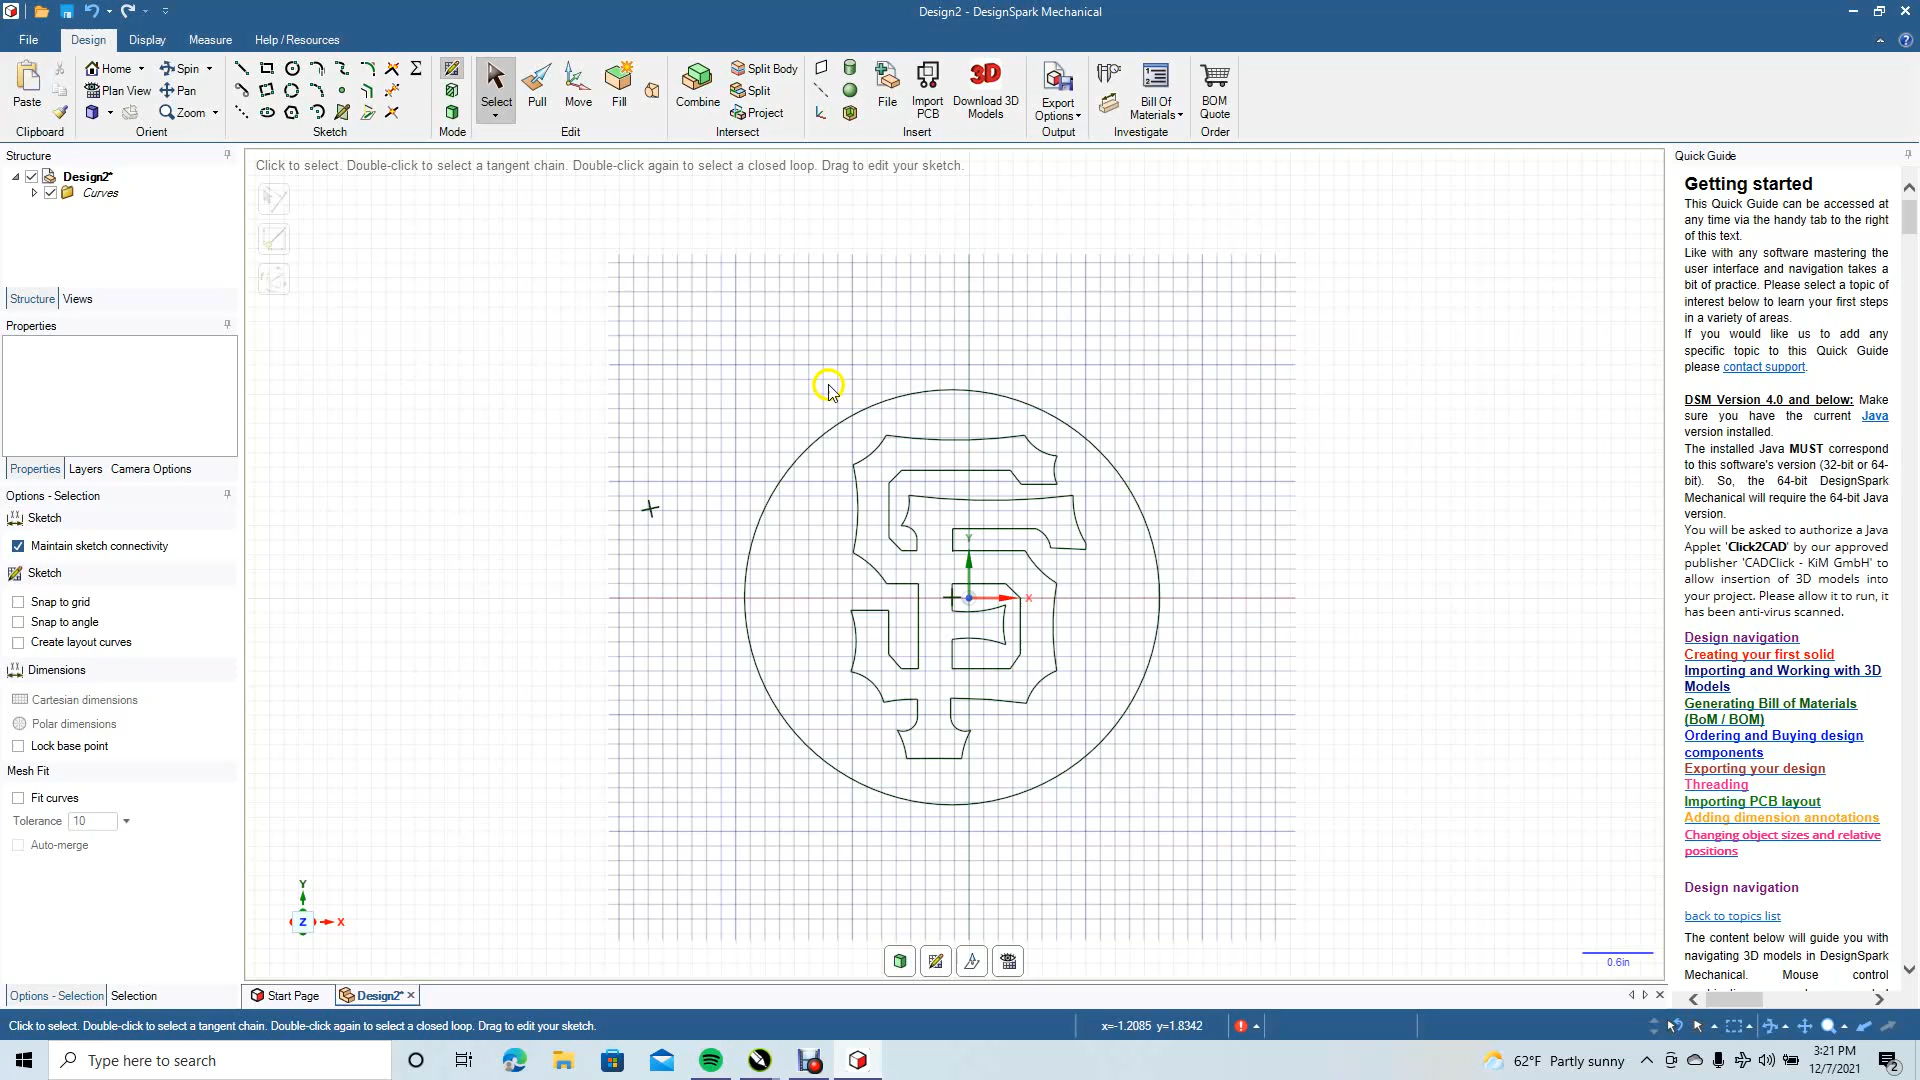 Design2 - DesignSpark Mechanical
File Design Display Measure Help / Resources
Paste
Clipboard
Home
Spin
Plan View
Pan
Zoom
Orient
Sketch
Mode
Select
Pull
Move
Fill
Edit
Combine
Split Body
Split
Project
Intersect
File
Import PCB
Download 3D Models
Insert
Export Options
Output
Bill Of Materials
Investigate
BOM Quote
Order
Structure
Design2*
Curves
Structure Views
Properties
Properties Layers Camera Options
Options - Selection
Sketch
Maintain sketch connectivity
Sketch
Snap to grid
Snap to angle
Create layout curves
Dimensions
Cartesian dimensions
Polar dimensions
Lock base point
Mesh Fit
Fit curves
Tolerance 10
Auto-merge
Options - Selection Selection
Click to select. Double-click to select a tangent chain. Double-click again to select a closed loop. Drag to edit your sketch.
Y
X
Y
Z X
0.6in
Start Page Design2*
Quick Guide
Getting started
This Quick Guide can be accessed at
any time via the handy tab to the right
of this text.
Like with any software mastering the
user interface and navigation takes a
bit of practice. Please select a topic of
interest below to learn your first steps
in a variety of areas.
If you would like us to add any
specific topic to this Quick Guide
please contact support.
DSM Version 4.0 and below: Make
sure you have the current Java
version installed.
The installed Java MUST correspond
to this software's version (32-bit or 64-
bit). So, the 64-bit DesignSpark
Mechanical will require the 64-bit Java
version.
You will be asked to authorize a Java
Applet 'Click2CAD' by our approved
publisher 'CADClick - KiM GmbH' to
allow insertion of 3D models into
your project. Please allow it to run, it
has been anti-virus scanned.
Design navigation
Creating your first solid
Importing and Working with 3D
Models
Generating Bill of Materials
(BoM / BOM)
Ordering and Buying design
components
Exporting your design
Threading
Importing PCB layout
Adding dimension annotations
Changing object sizes and relative
positions
Design navigation
back to topics list
The content below will guide you with
navigating 3D models in DesignSpark
Mechanical. Mouse control
Click to select. Double-click to select a tangent chain. Double-click again to select a closed loop. Drag to edit your sketch.
x=-1.2085 y=1.8342
Type here to search
62°F Partly sunny
3:21 PM
12/7/2021
2